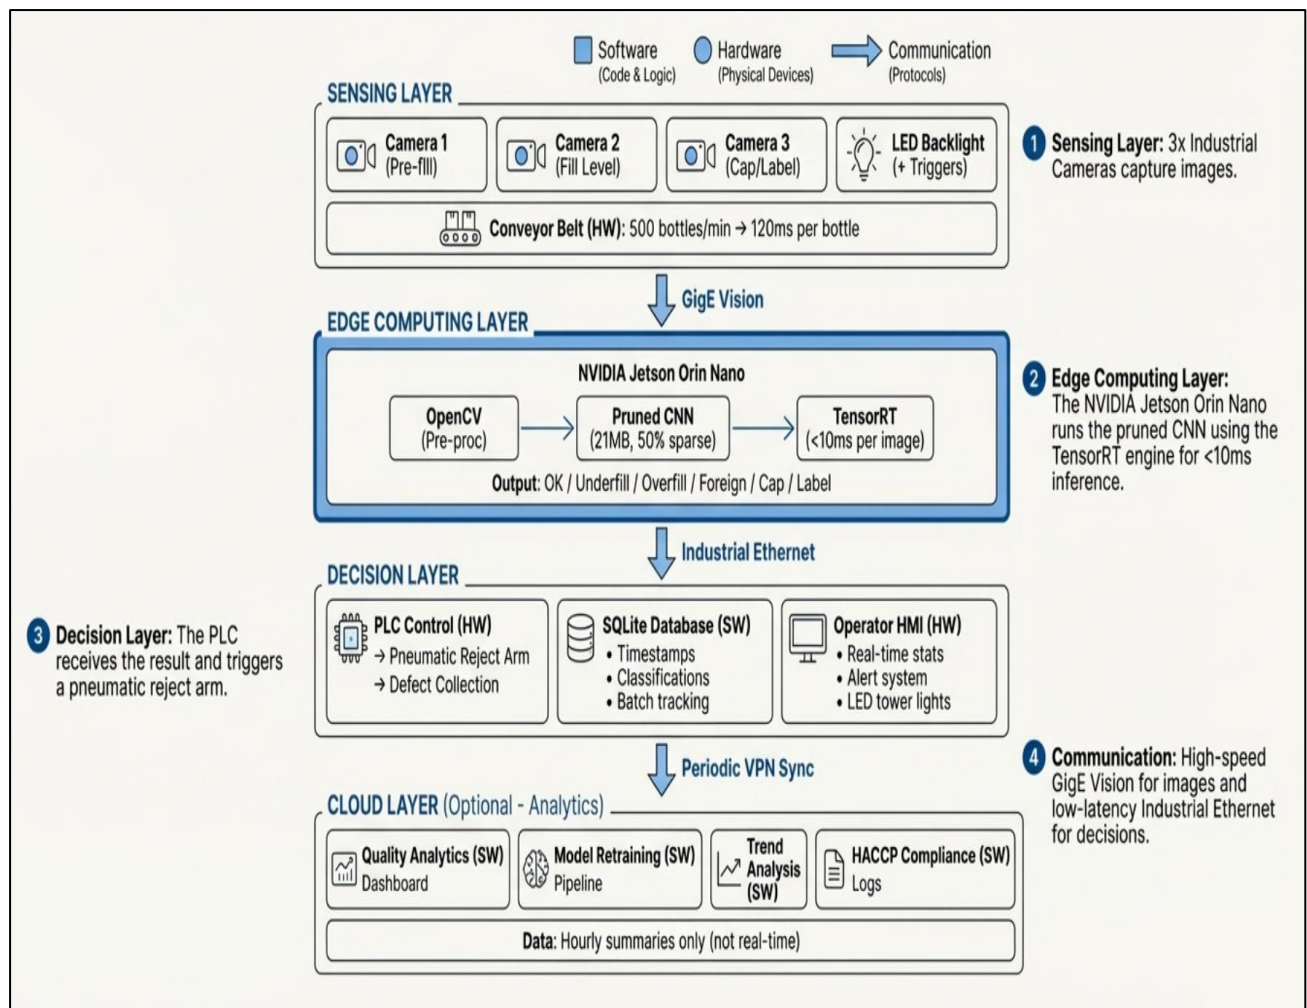 Software
(Code & Logic)
Hardware
(Physical Devices)
Communication
(Protocols)
SENSING LAYER
Camera 1
(Pre-fill)
Camera 2
(Fill Level)
Camera 3
(Cap/Label)
LED Backlight
(+ Triggers)
Conveyor Belt (HW): 500 bottles/min → 120ms per bottle
1 Sensing Layer: 3x Industrial
Cameras capture images.
GigE Vision
EDGE COMPUTING LAYER
NVIDIA Jetson Orin Nano
OpenCV
(Pre-proc)
Pruned CNN
(21MB, 50% sparse)
TensorRT
(<10ms per image)
Output: OK / Underfill / Overfill / Foreign / Cap / Label
2 Edge Computing Layer:
The NVIDIA Jetson Orin Nano
runs the pruned CNN using the
TensorRT engine for <10ms
inference.
Industrial Ethernet
DECISION LAYER
PLC Control (HW)
→ Pneumatic Reject Arm
→ Defect Collection
SQLite Database (SW)
• Timestamps
• Classifications
• Batch tracking
Operator HMI (HW)
• Real-time stats
• Alert system
• LED tower lights
3 Decision Layer: The PLC
receives the result and triggers
a pneumatic reject arm.
Periodic VPN Sync
4 Communication: High-speed
GigE Vision for images and
low-latency Industrial Ethernet
for decisions.
CLOUD LAYER (Optional - Analytics)
Quality Analytics (SW)
Dashboard
Model Retraining (SW)
Pipeline
Trend
Analysis
(SW)
HACCP Compliance (SW)
Logs
Data: Hourly summaries only (not real-time)